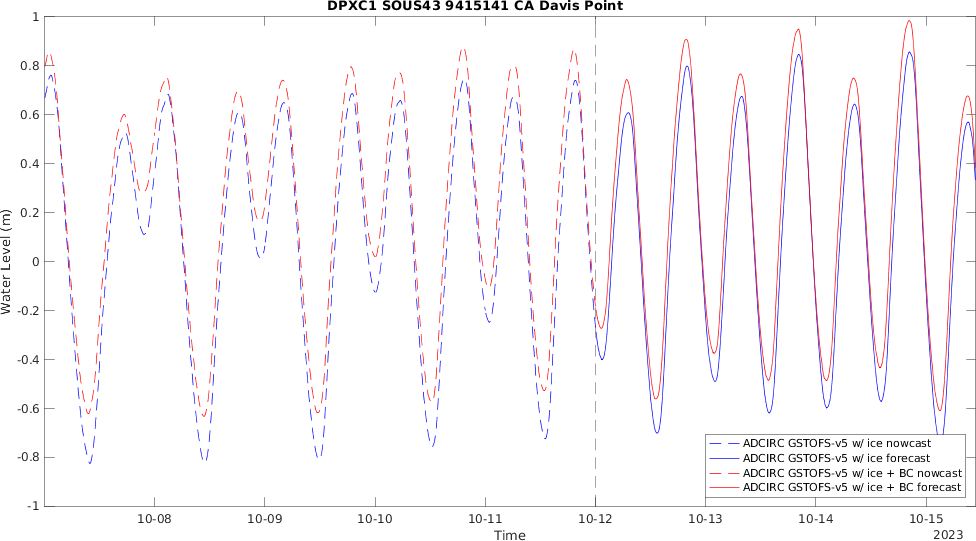 DPXC1 SOUS43 9415141 CA Davis Point
Water Level (m)
1
0.8
0.6
0.4
0.2
0
-0.2
-0.4
-0.6
-0.8
-1
10-08 10-09 10-10 10-11 10-12 10-13 10-14 10-15
Time
2023
ADCIRC GSTOFS-v5 w/ ice nowcast
ADCIRC GSTOFS-v5 w/ ice forecast
ADCIRC GSTOFS-v5 w/ ice + BC nowcast
ADCIRC GSTOFS-v5 w/ ice + BC forecast